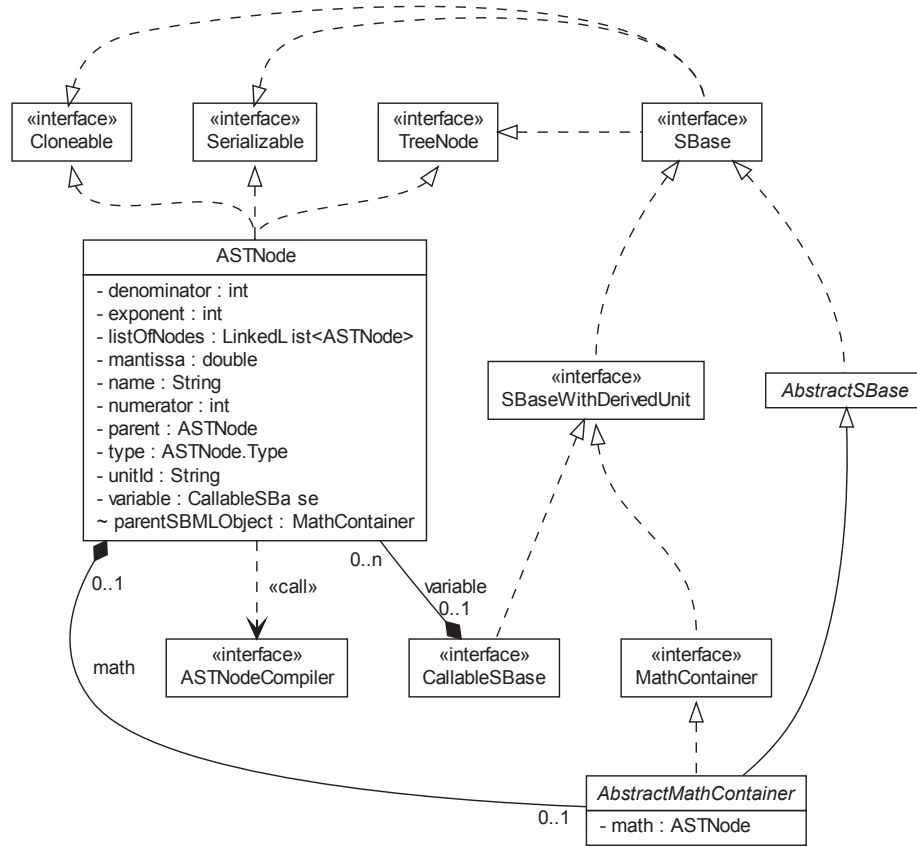 «interface»
Cloneable
«interface»
Serializable
«interface»
TreeNode
«interface»
SBase
ASTNode
- denominator : int
- exponent : int
- listOfNodes : LinkedL ist<ASTNode>
- mantissa : double
- name : String
- numerator : int
- parent : ASTNode
- type : ASTNode.Type
- unitId : String
- variable : CallableSBa se
~ parentSBMLObject : MathContainer
«interface»
SBaseWithDerivedUnit
AbstractSBase
0..1
«call»
0..n
variable
0..1
math
«interface»
ASTNodeCompiler
«interface»
CallableSBase
«interface»
MathContainer
0..1
AbstractMathContainer
- math : ASTNode